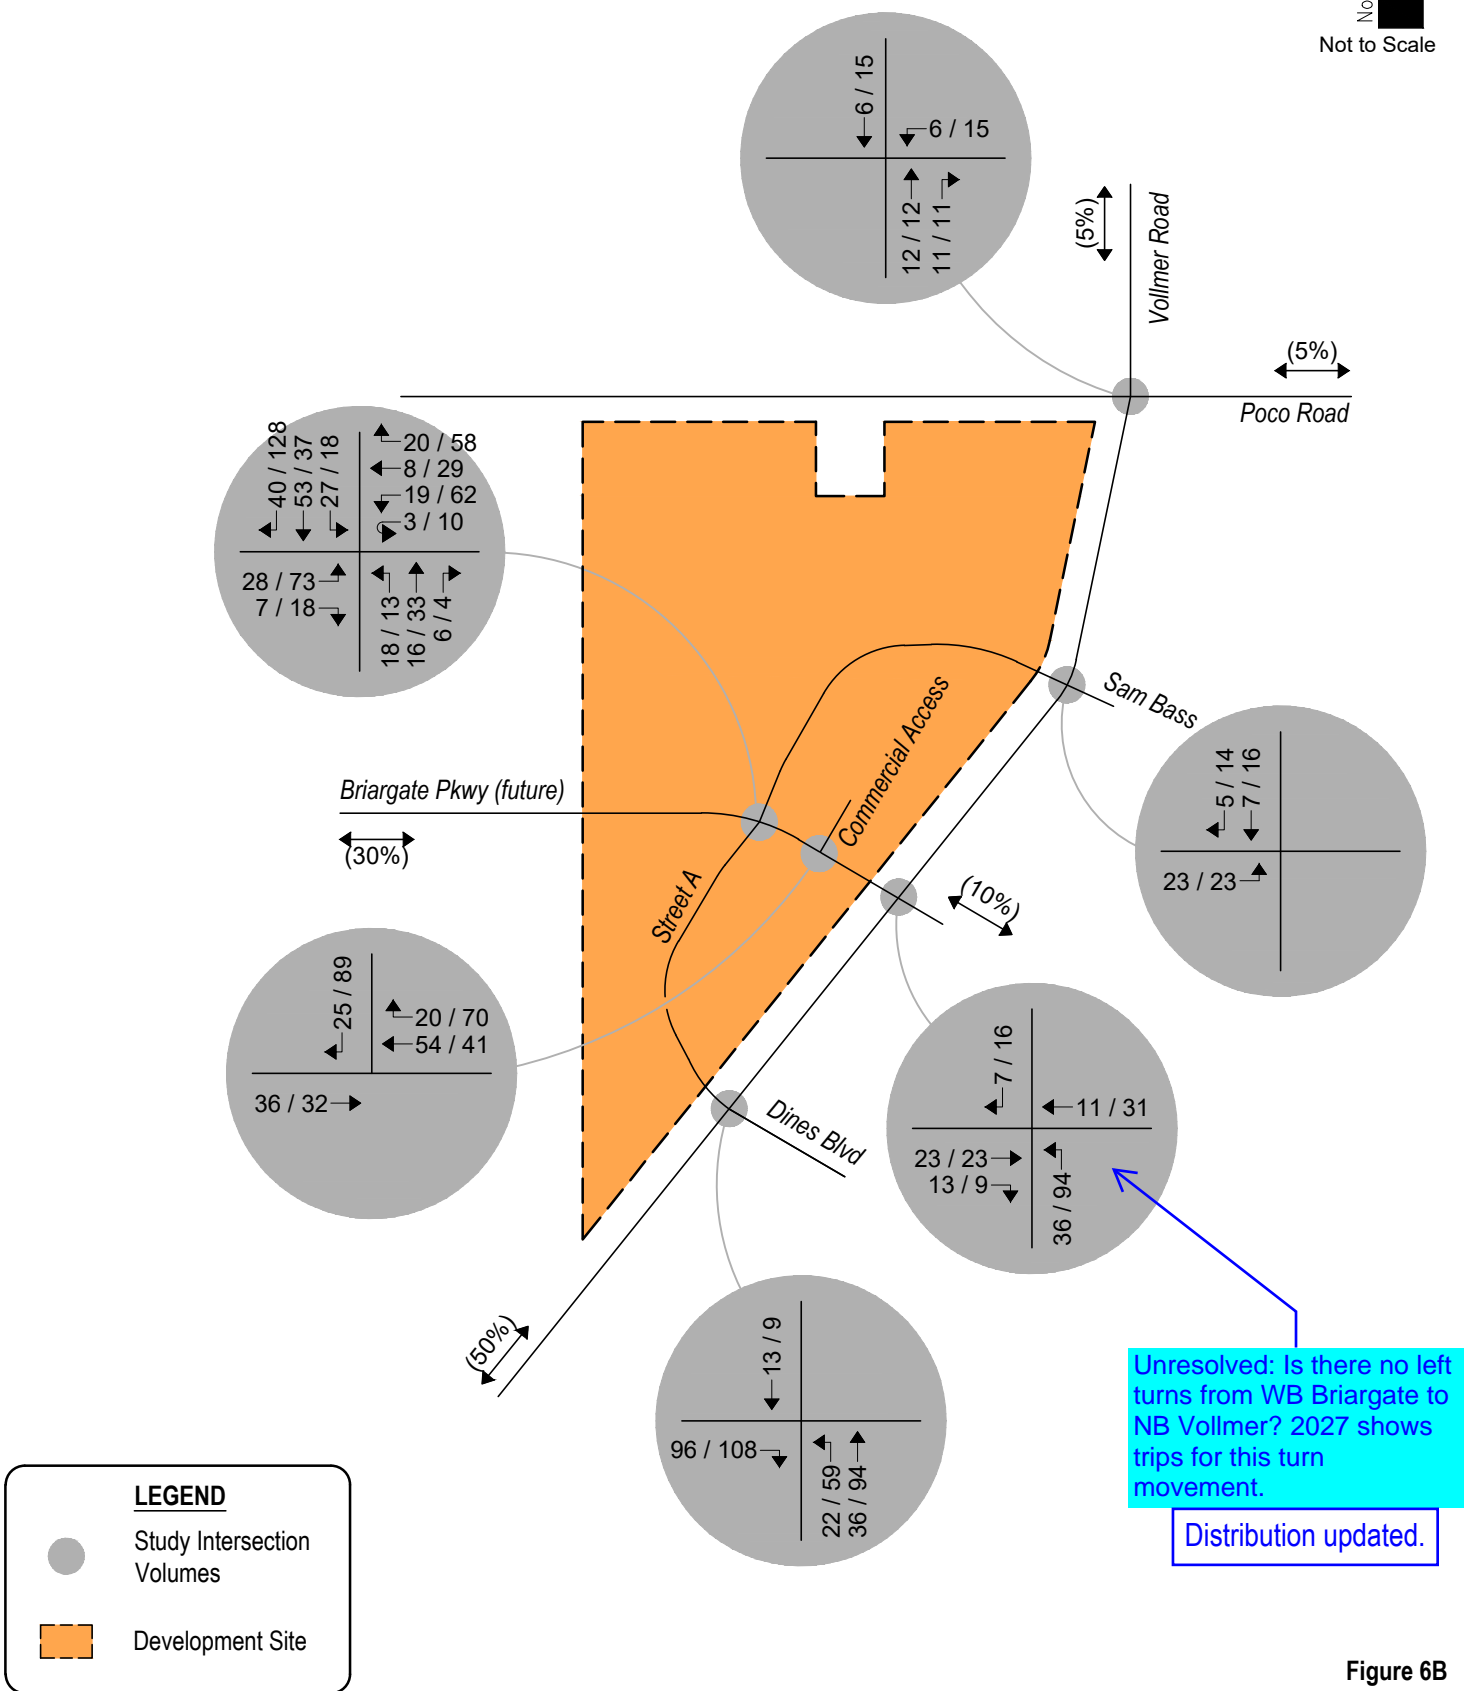 No
Not to Scale
6 / 15
6 / 15
12 / 12
11 / 11
(5%)
Vollmer Road
(5%)
Poco Road
40 / 128
53 / 37
27 / 18
20 / 58
8 / 29
19 / 62
3 / 10
28 / 73
7 / 18
18 / 13
16 / 33
6 / 4
Sam Bass
Commercial Access
5 / 14
7 / 16
23 / 23
Briargate Pkwy (future)
(30%)
Street A
(10%)
25 / 89
20 / 70
54 / 41
36 / 32
7 / 16
11 / 31
23 / 23
13 / 9
36 / 94
Dines Blvd
(50%)
13 / 9
96 / 108
22 / 59
36 / 94
Unresolved: Is there no left
turns from WB Briargate to
NB Vollmer? 2027 shows
trips for this turn
movement.
Distribution updated.
LEGEND
Study Intersection
Volumes
Development Site
Figure 6B